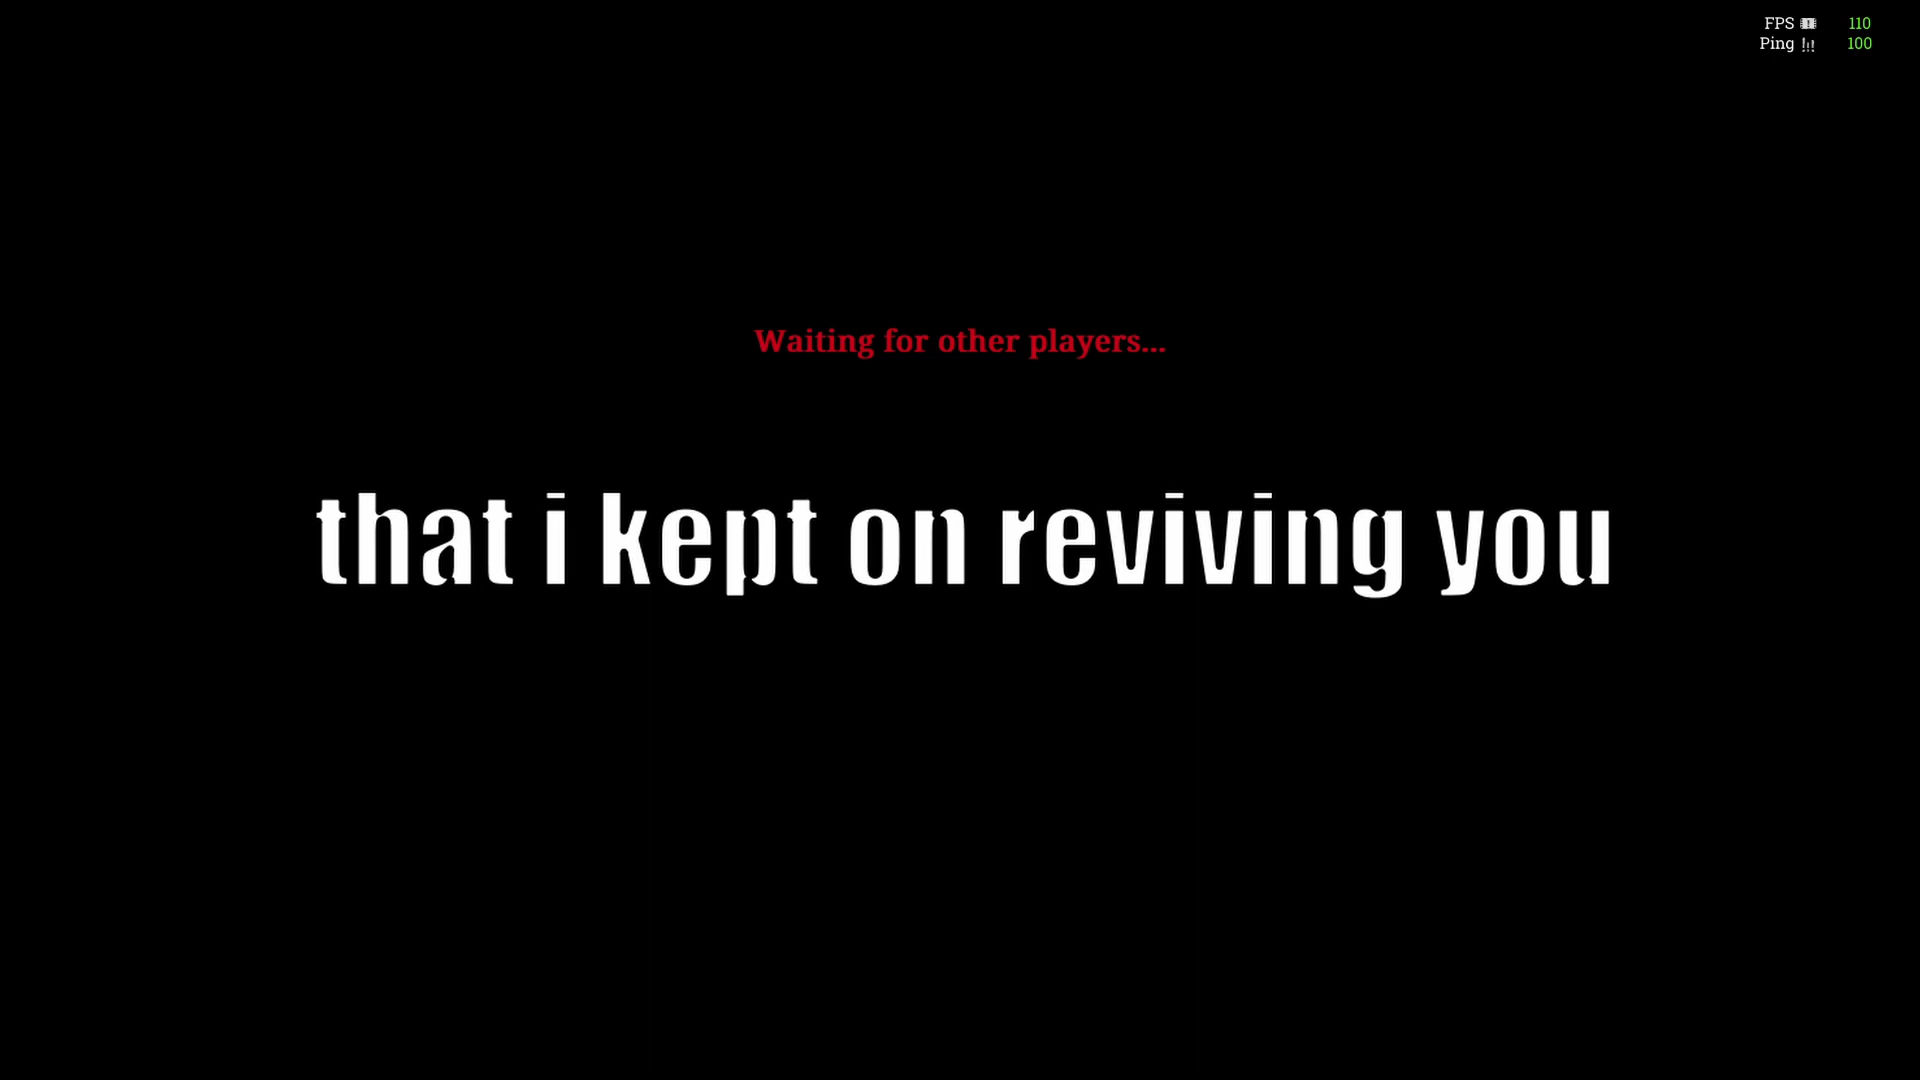 FPS 110
Ping 100
Waiting for other players...
that i kept on reviving you